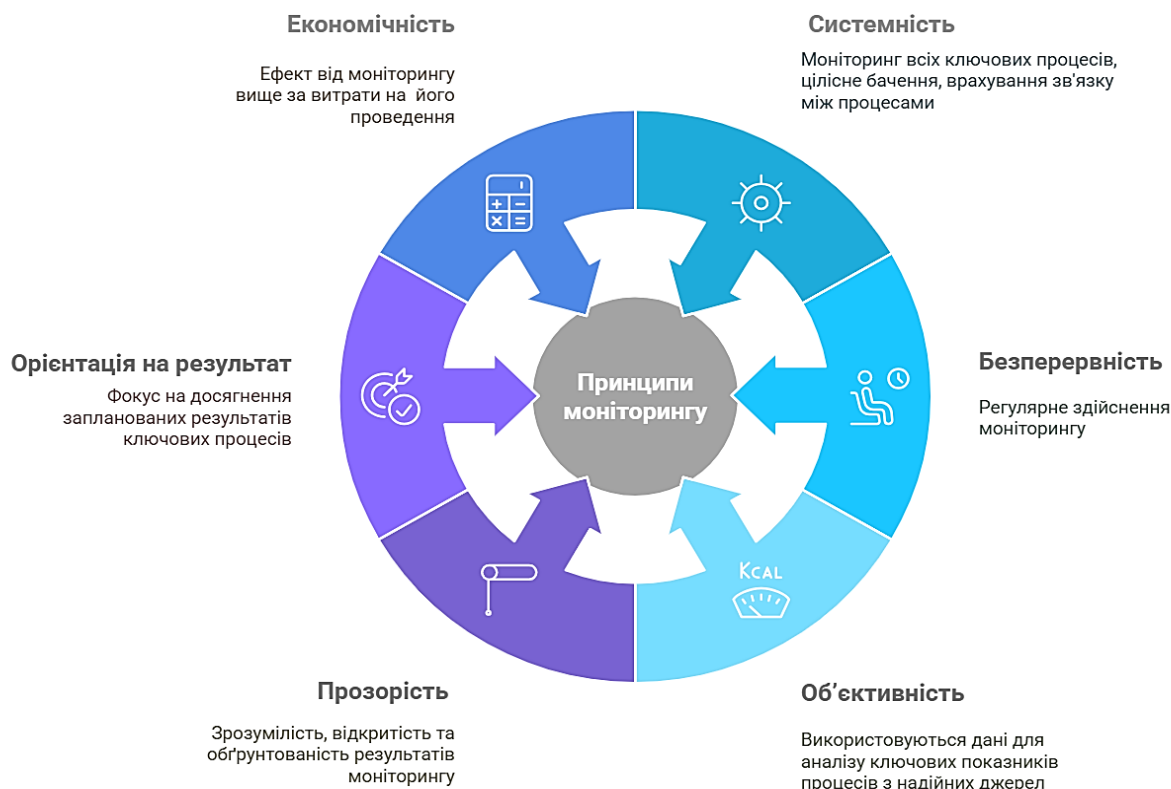 Економічність
Ефект від моніторингу
вище за витрати на його
проведення
Системність
Моніторинг всіх ключових процесів,
цілісне бачення, врахування зв'язку
між процесами
Орієнтація на результат
Фокус на досягнення
запланованих результатів
ключових процесів
Принципи
моніторингу
Безперервність
Регулярне здійснення
моніторингу
KCAL
Прозорість
Зрозумілість, відкритість та
обґрунтованість результатів
моніторингу
Об’єктивність
Використовуються дані для
аналізу ключових показників
процесів з надійних джерел